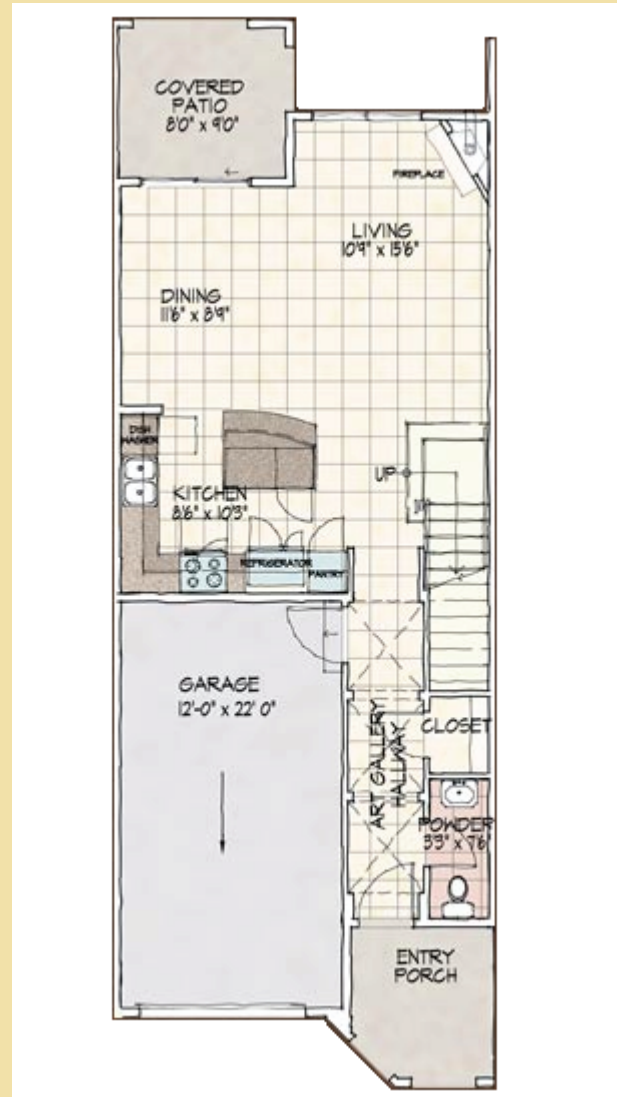 COVERED
PATIO
8'0" x 9'0"
FIREPLACE
LIVING
10'9" x 15'6"
DINING
11'6" x 8'9"
DISH
WASHER
UP
KITCHEN
8'6" x 10'3"
REFRIGERATOR
PANTRY
GARAGE
12'-0" x 22' 0"
CLOSET
ART GALLERY
HALLWAY
POWDER
3'3" x 7'6"
ENTRY
PORCH